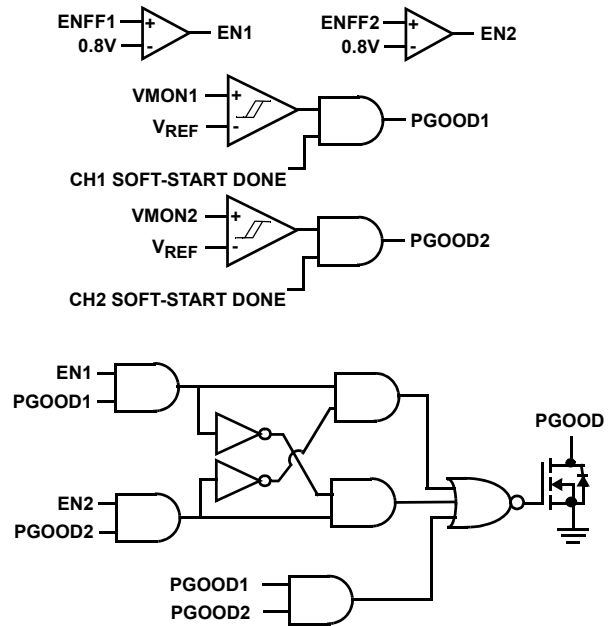 ENFF1 + EN1
0.8V -
ENFF2 + EN2
0.8V -
VMON1 +
VREF -
PGOOD1
CH1 SOFT-START DONE
VMON2 +
VREF -
PGOOD2
CH2 SOFT-START DONE
EN1
PGOOD1
PGOOD
EN2
PGOOD2
PGOOD1
PGOOD2